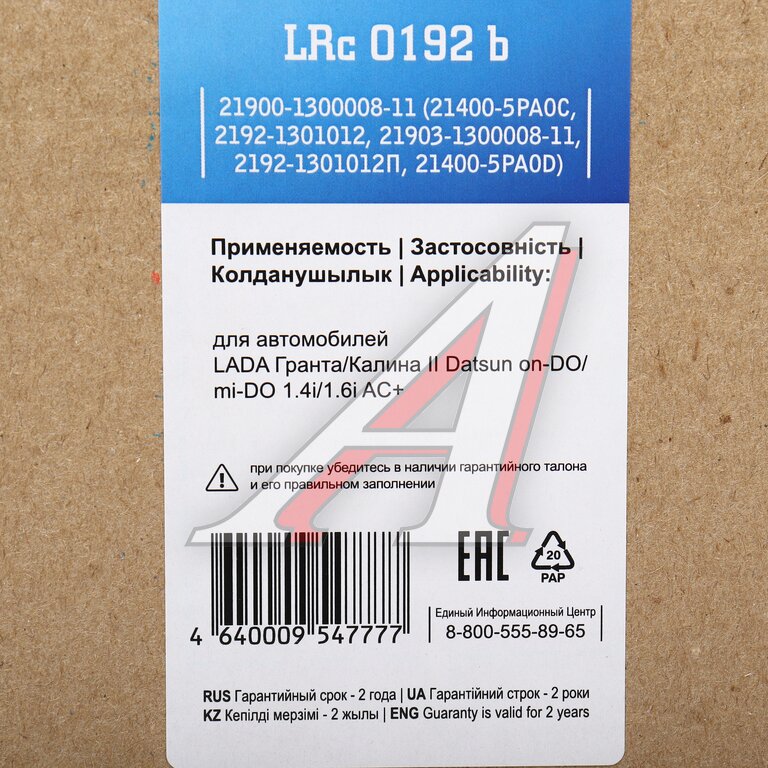 LRc 0192 b
21900-1300008-11 (21400-5PA0C,
2192-1301012, 21903-1300008-11,
2192-1301012П, 21400-5PA0D)
Применяемость | Застосовність |
Колданушылык | Applicability:
для автомобилей
LADA Гранта/Калина II Datsun on-DO/
mi-DO 1.4i/1.6i AC+
при покупке убедитесь в наличии гарантийного талона
и его правильном заполнении
EAC
20
PAP
4 640009 547777
Единый Информационный Центр
8-800-555-89-65
RUS Гарантийный срок - 2 года | UA Гарантійний строк - 2 роки
KZ Кепілді мерзімі - 2 жылы | ENG Guaranty is valid for 2 years